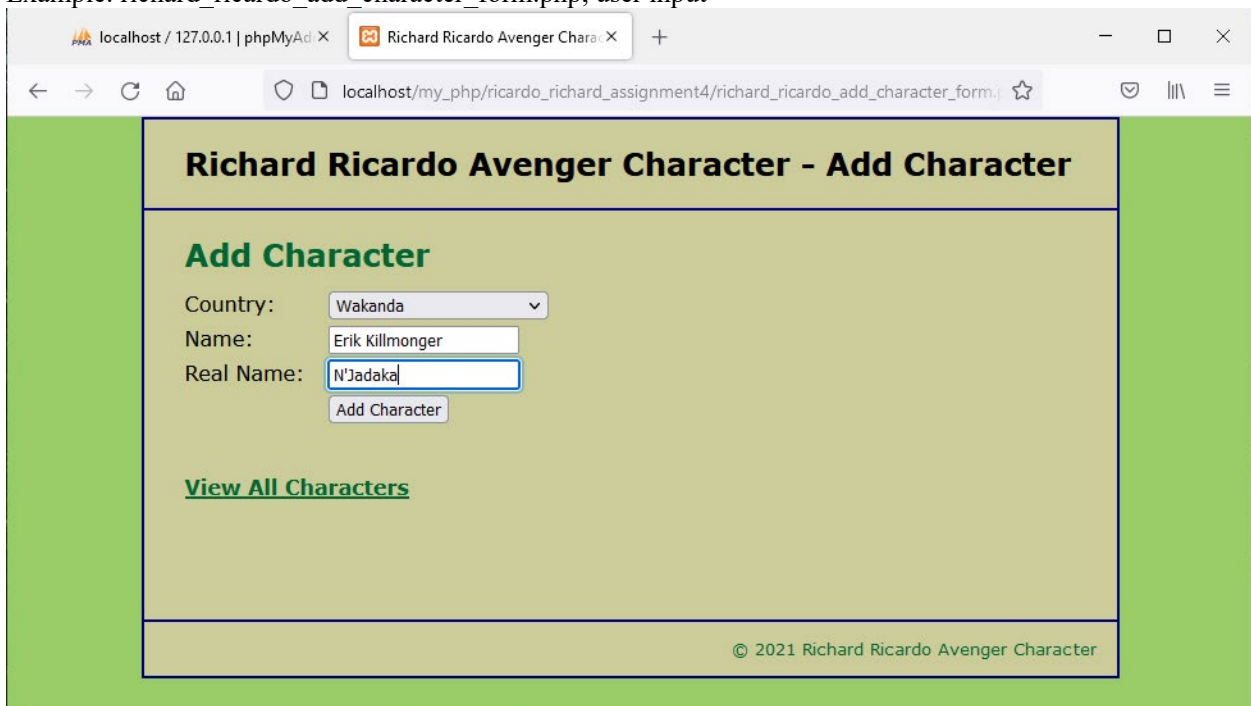 Example: richard_ricardo_add_character_form.php, user input
localhost / 127.0.0.1 | phpMyAd
Richard Ricardo Avenger Charac
localhost/my_php/ricardo_richard_assignment4/richard_ricardo_add_character_form.p
Richard Ricardo Avenger Character - Add Character
Add Character
Country: Wakanda
Name: Erik Killmonger
Real Name: N'Jadaka
Add Character
View All Characters
© 2021 Richard Ricardo Avenger Character